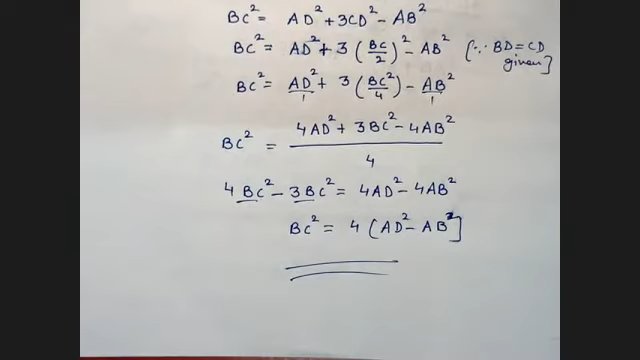 BC² = AD² + 3CD² - AB²
BC² = AD² + 3 (BC/2)² - AB² [∵ BD = CD given]
BC² = AD²/1 + 3 (BC²/4) - AB²/1
BC² = (4AD² + 3BC² - 4AB²)/4
4BC² - 3BC² = 4AD² - 4AB²
BC² = 4 [AD² - AB²]